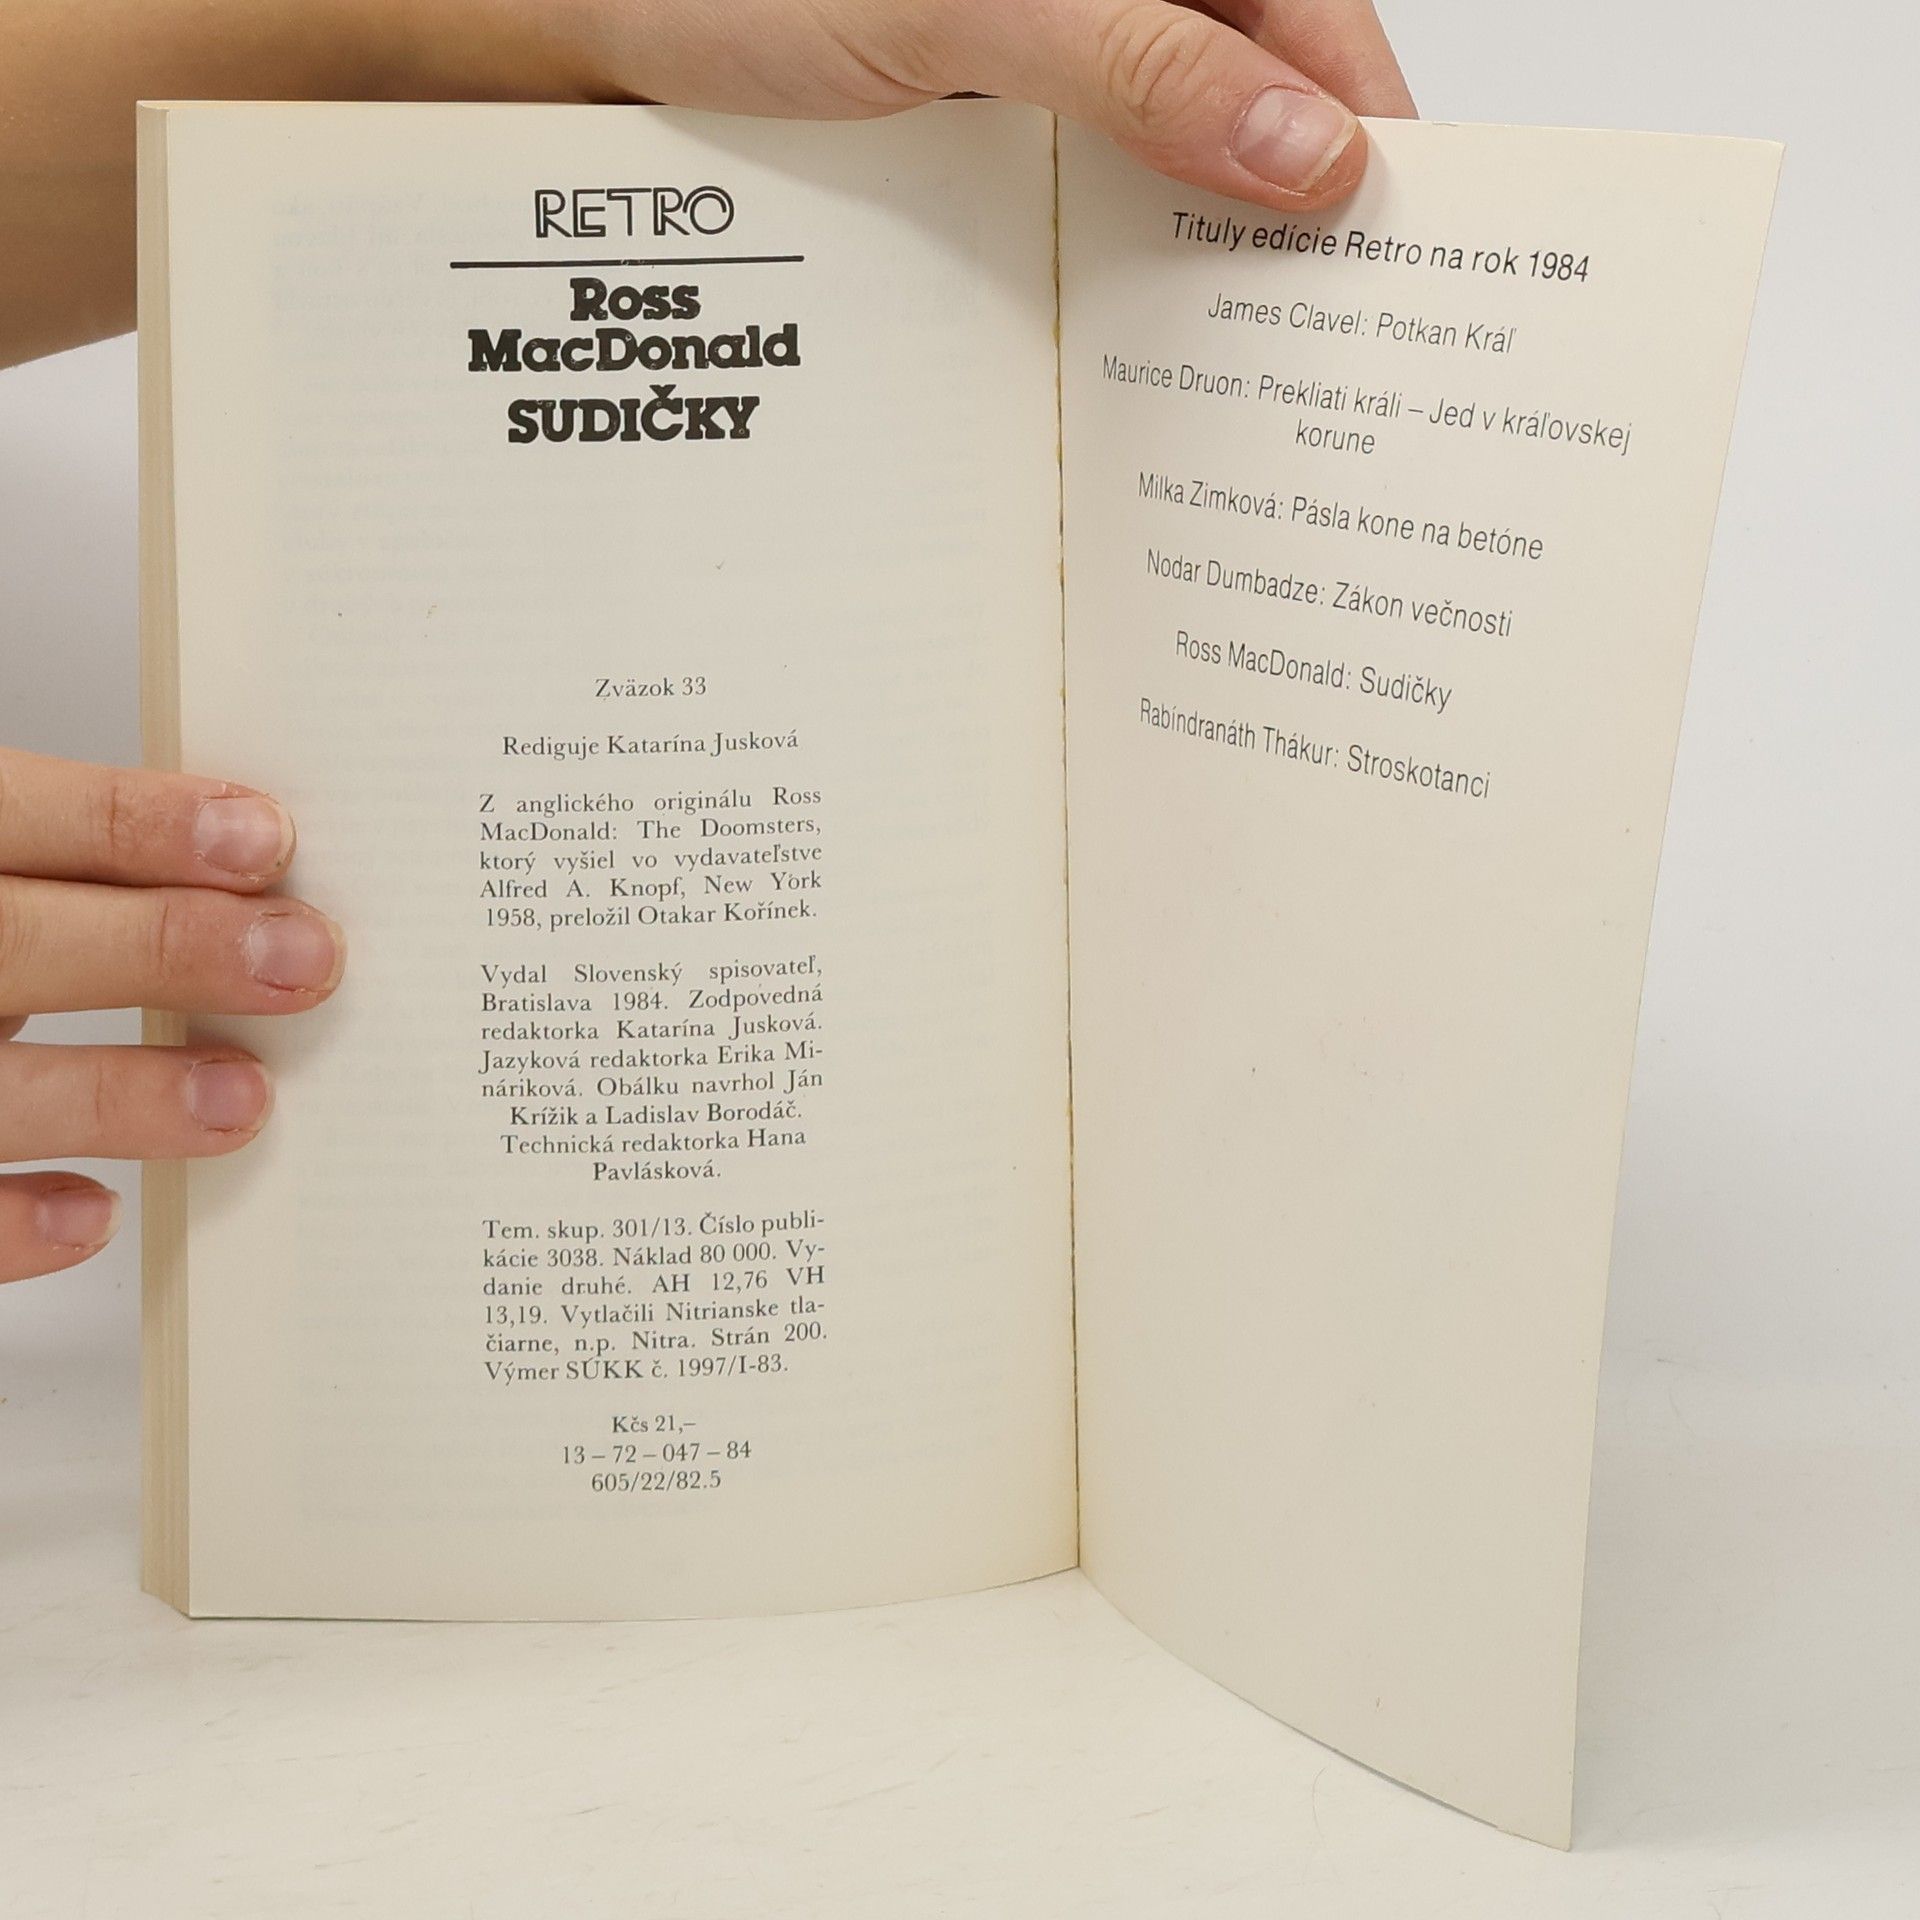 RETRO
Ross
MacDonald
SUDIČKY
Zväzok 33
Rediguje Katarína Jusková
Z anglického originálu Ross
MacDonald: The Doomsters,
ktorý vyšiel vo vydavateľstve
Alfred A. Knopf, New York
1958, preložil Otakar Kořínek.
Vydal Slovenský spisovateľ,
Bratislava 1984. Zodpovedná
redaktorka Katarína Jusková.
Jazyková redaktorka Erika Mi-
náriková. Obálku navrhol Ján
Krížik a Ladislav Borodáč.
Technická redaktorka Hana
Pavlásková.
Tem. skup. 301/13. Číslo publi-
kácie 3038. Náklad 80 000. Vy-
danie druhé. AH 12,76 VH
13,19. Vytlačili Nitrianske tla-
čiarne, n.p. Nitra. Strán 200.
Výmer SÚKK č. 1997/I-83.
Kčs 21,–
13 – 72 – 047 – 84
605/22/82.5
Tituly edície Retro na rok 1984
James Clavel: Potkan Kráľ
Maurice Druon: Prekliati králi – Jed v kráľovskej
korune
Milka Zimková: Pásla kone na betóne
Nodar Dumbadze: Zákon večnosti
Ross MacDonald: Sudičky
Rabíndranáth Thákur: Stroskotanci